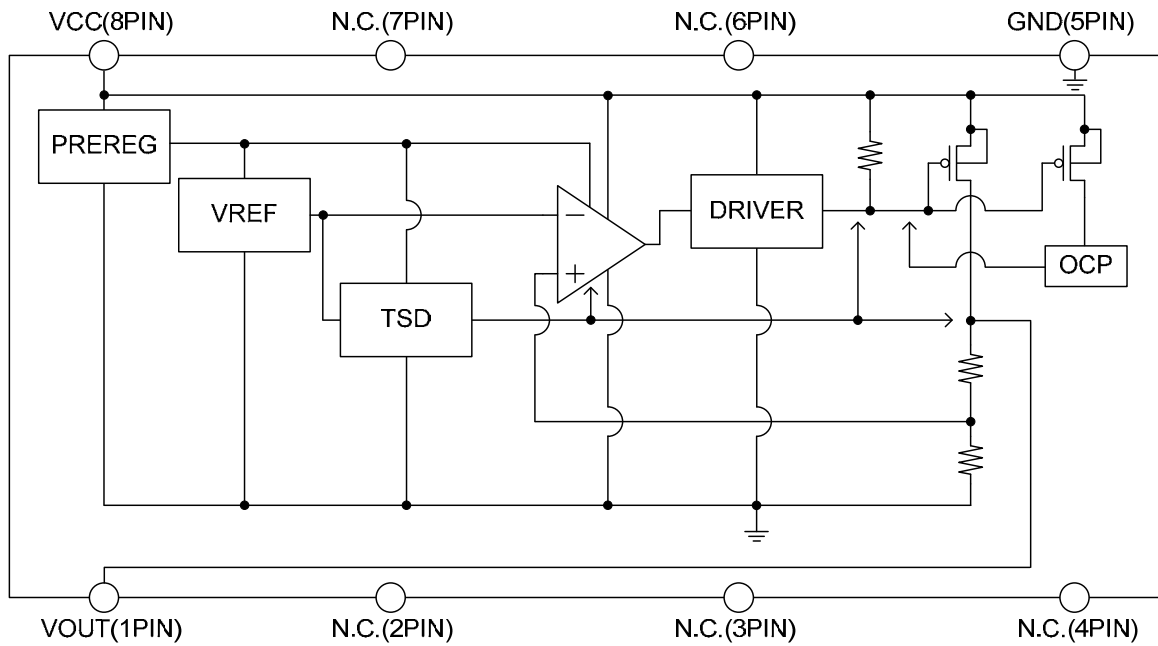 VCC(8PIN)
N.C.(7PIN)
N.C.(6PIN)
GND(5PIN)
PREREG
VREF
DRIVER
OCP
TSD
VOUT(1PIN)
N.C.(2PIN)
N.C.(3PIN)
N.C.(4PIN)